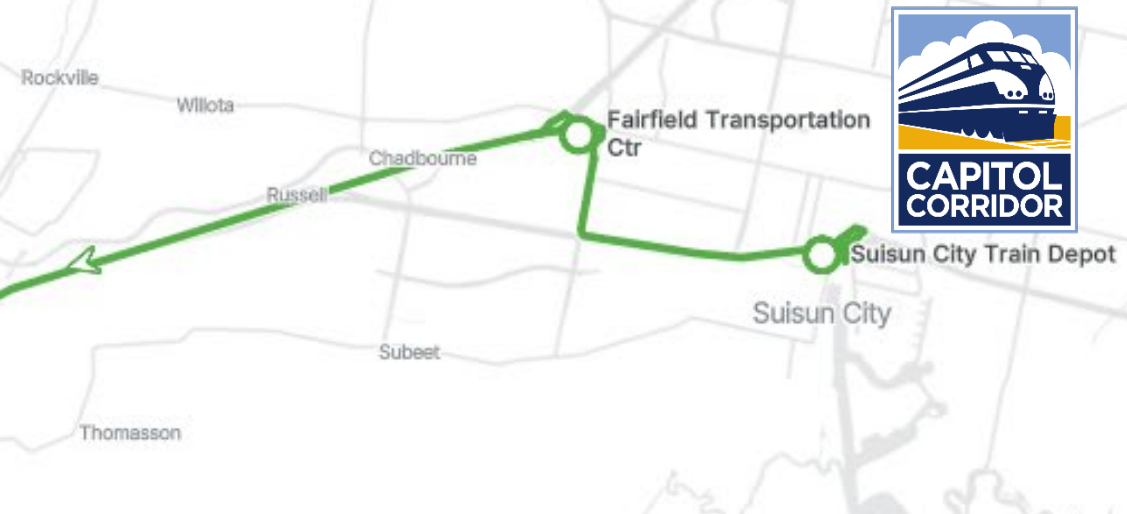 Rockville
Willota
Fairfield Transportation
Ctr
CAPITOL
CORRIDOR
Chadbourne
Russell
Suisun City Train Depot
Suisun City
Subeet
Thomasson